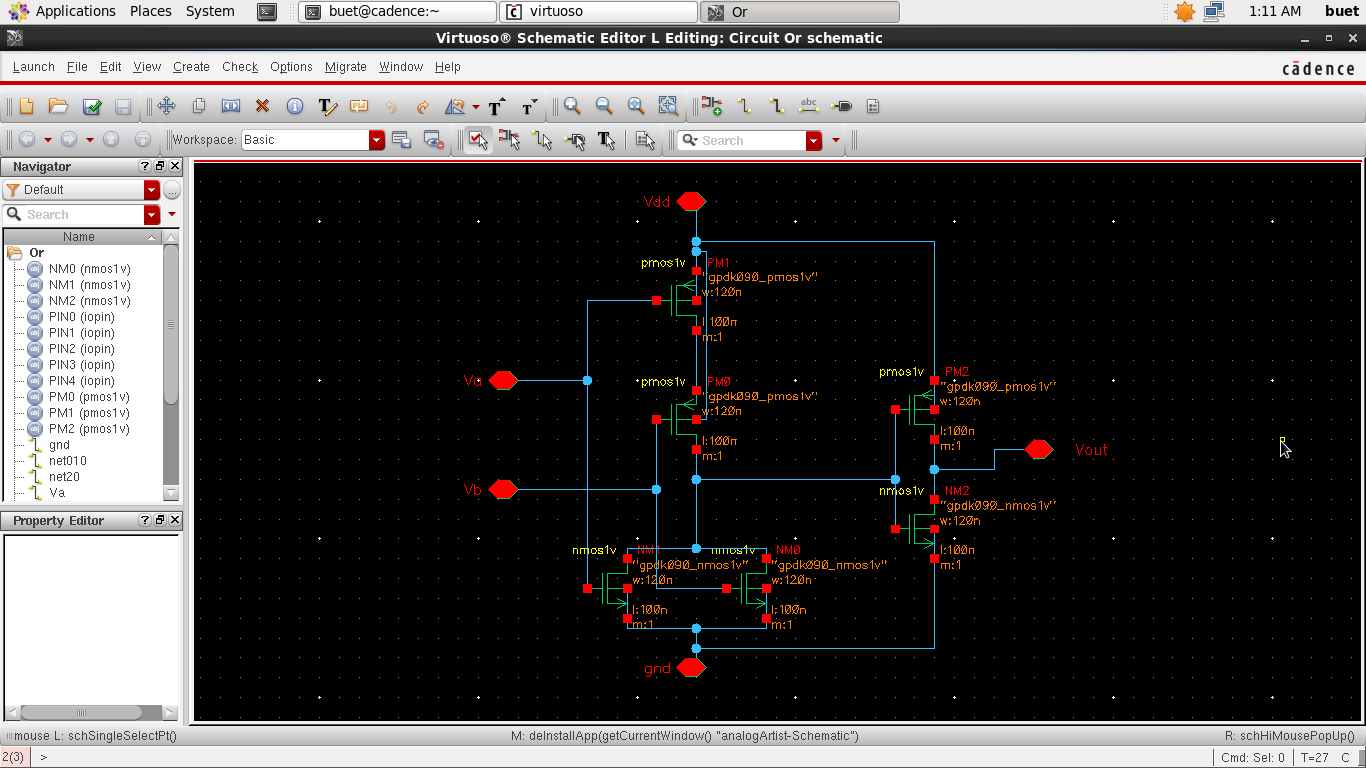 Applications Places System buet@cadence:~ virtuoso Or 1:11 AM buet
Virtuoso® Schematic Editor L Editing: Circuit Or schematic
Launch File Edit View Create Check Options Migrate Window Help cādence
Workspace: Basic Search
Navigator
Default
Search
Name
Or
NM0 (nmos1v)
NM1 (nmos1v)
NM2 (nmos1v)
PIN0 (iopin)
PIN1 (iopin)
PIN2 (iopin)
PIN3 (iopin)
PIN4 (iopin)
PM0 (pmos1v)
PM1 (pmos1v)
PM2 (pmos1v)
gnd
net010
net20
Va
Property Editor
Vdd
pmos1v PM1
"gpdk090_pmos1v"
w:120n
l:100n
m:1
Va
pmos1v PM0
"gpdk090_pmos1v"
w:120n
l:100n
m:1
pmos1v PM2
"gpdk090_pmos1v"
w:120n
l:100n
m:1
Vout
Vb
nmos1v NM2
"gpdk090_nmos1v"
w:120n
l:100n
m:1
nmos1v NM1
"gpdk090_nmos1v"
w:120n
l:100n
m:1
nmos1v NM0
"gpdk090_nmos1v"
w:120n
l:100n
m:1
gnd
mouse L: schSingleSelectPt() M: deInstallApp(getCurrentWindow() "analogArtist-Schematic") R: schHiMousePopUp()
2(3) > Cmd: Sel: 0 T=27 C